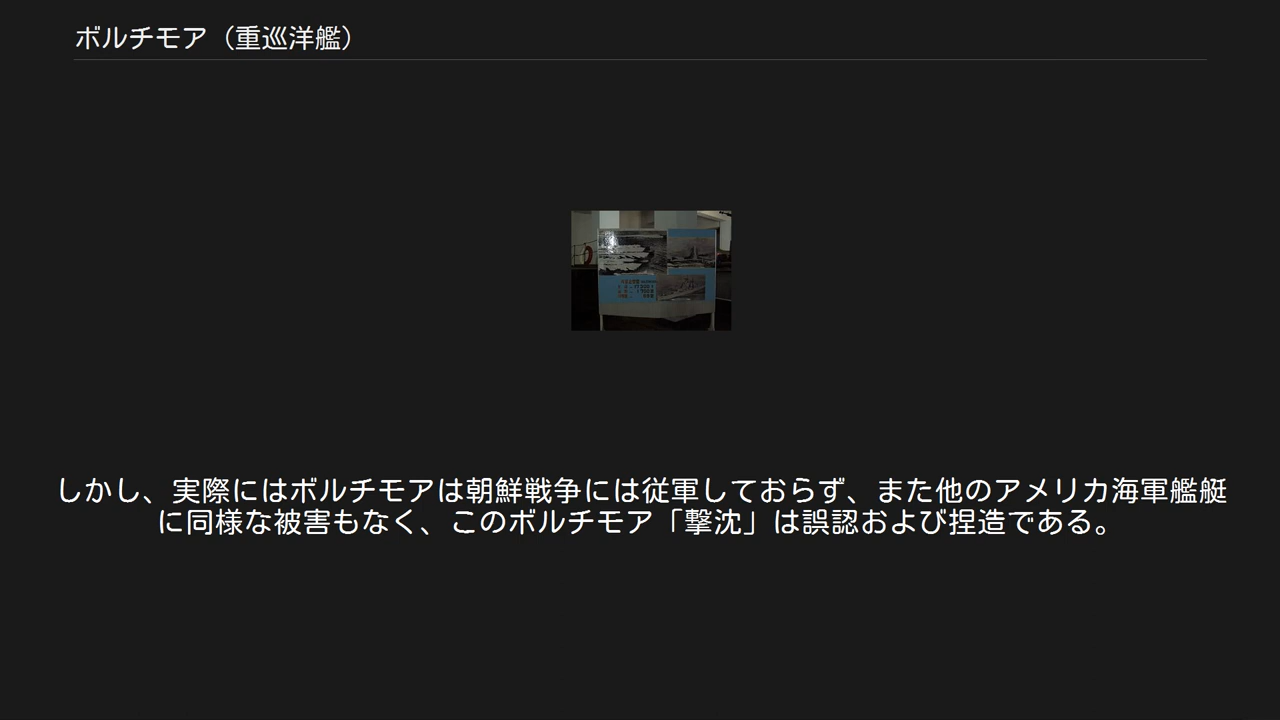 ボルチモア（重巡洋艦）
しかし、実際にはボルチモアは朝鮮戦争には従軍しておらず、また他のアメリカ海軍艦艇
に同様な被害もなく、このボルチモア「撃沈」は誤認および捏造である。